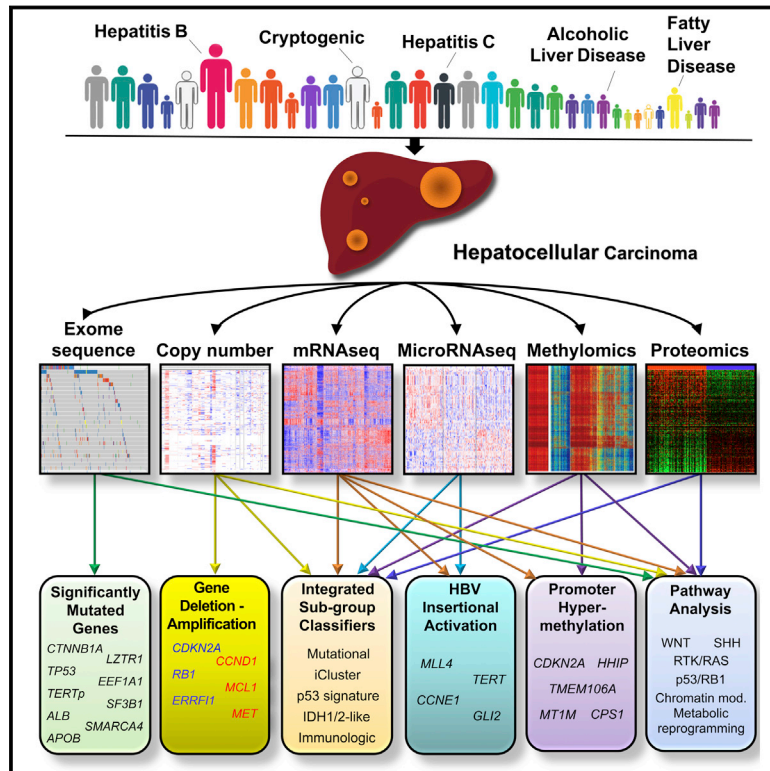 Hepatitis B
Cryptogenic
Hepatitis C
Alcoholic
Liver Disease
Fatty
Liver
Disease
Hepatocellular Carcinoma
Exome
sequence
Copy number
mRNAseq
MicroRNAseq
Methylomics
Proteomics
Significantly
Mutated
Genes
CTNNB1A
LZTR1
TP53
EEF1A1
TERTp
SF3B1
ALB
SMARCA4
APOB
Gene
Deletion -
Amplification
CDKN2A
CCND1
RB1
MCL1
ERRFI1
MET
Integrated
Sub-group
Classifiers
Mutational
iCluster
p53 signature
IDH1/2-like
Immunologic
HBV
Insertional
Activation
MLL4
TERT
CCNE1
GLI2
Promoter
Hyper-
methylation
CDKN2A HHIP
TMEM106A
MT1M CPS1
Pathway
Analysis
WNT SHH
RTK/RAS
p53/RB1
Chromatin mod.
Metabolic
reprogramming